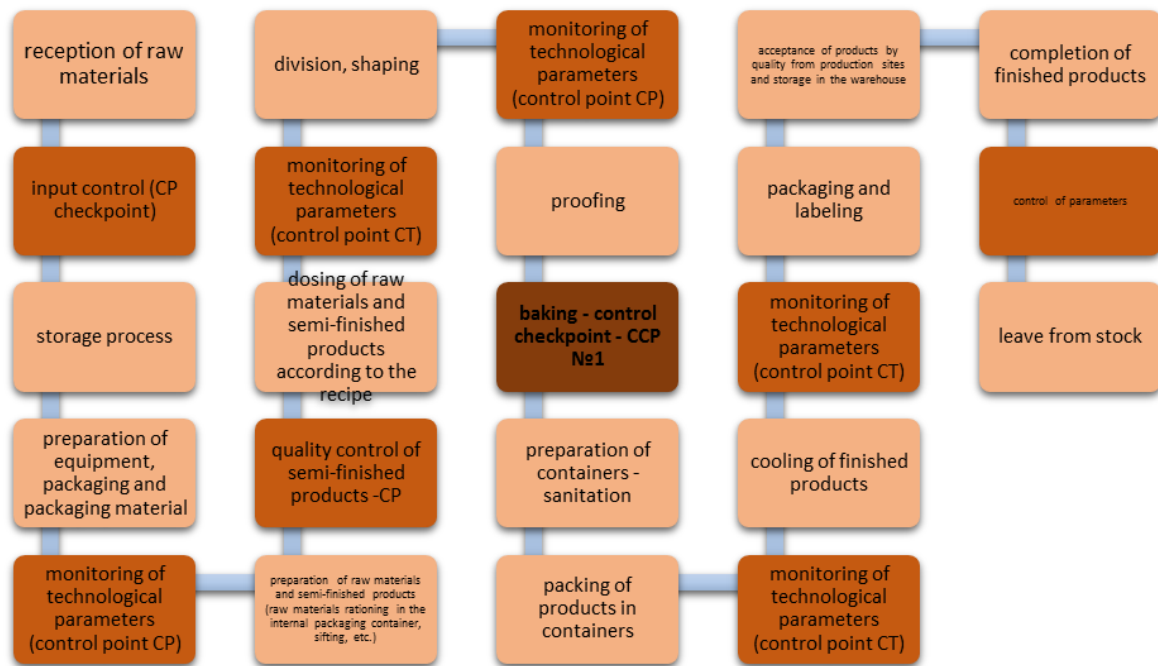 reception of raw
materials
input control (CP
checkpoint)
storage process
preparation of
equipment,
packaging and
packaging material
monitoring of
technological
parameters
(control point CP)
preparation of raw materials
and semi-finished products
(raw materials rationing in the
internal packaging container,
sifting, etc.)
quality control of
semi-finished
products -CP
dosing of raw
materials and
semi-finished
products
according to the
recipe
monitoring of
technological
parameters
(control point CT)
division, shaping
monitoring of
technological
parameters
(control point CP)
proofing
baking - control
checkpoint - CCP
№1
preparation of
containers -
sanitation
packing of
products in
containers
monitoring of
technological
parameters
(control point CT)
cooling of finished
products
monitoring of
technological
parameters
(control point CT)
packaging and
labeling
acceptance of products by
quality from production sites
and storage in the warehouse
completion of
finished products
control of parameters
leave from stock